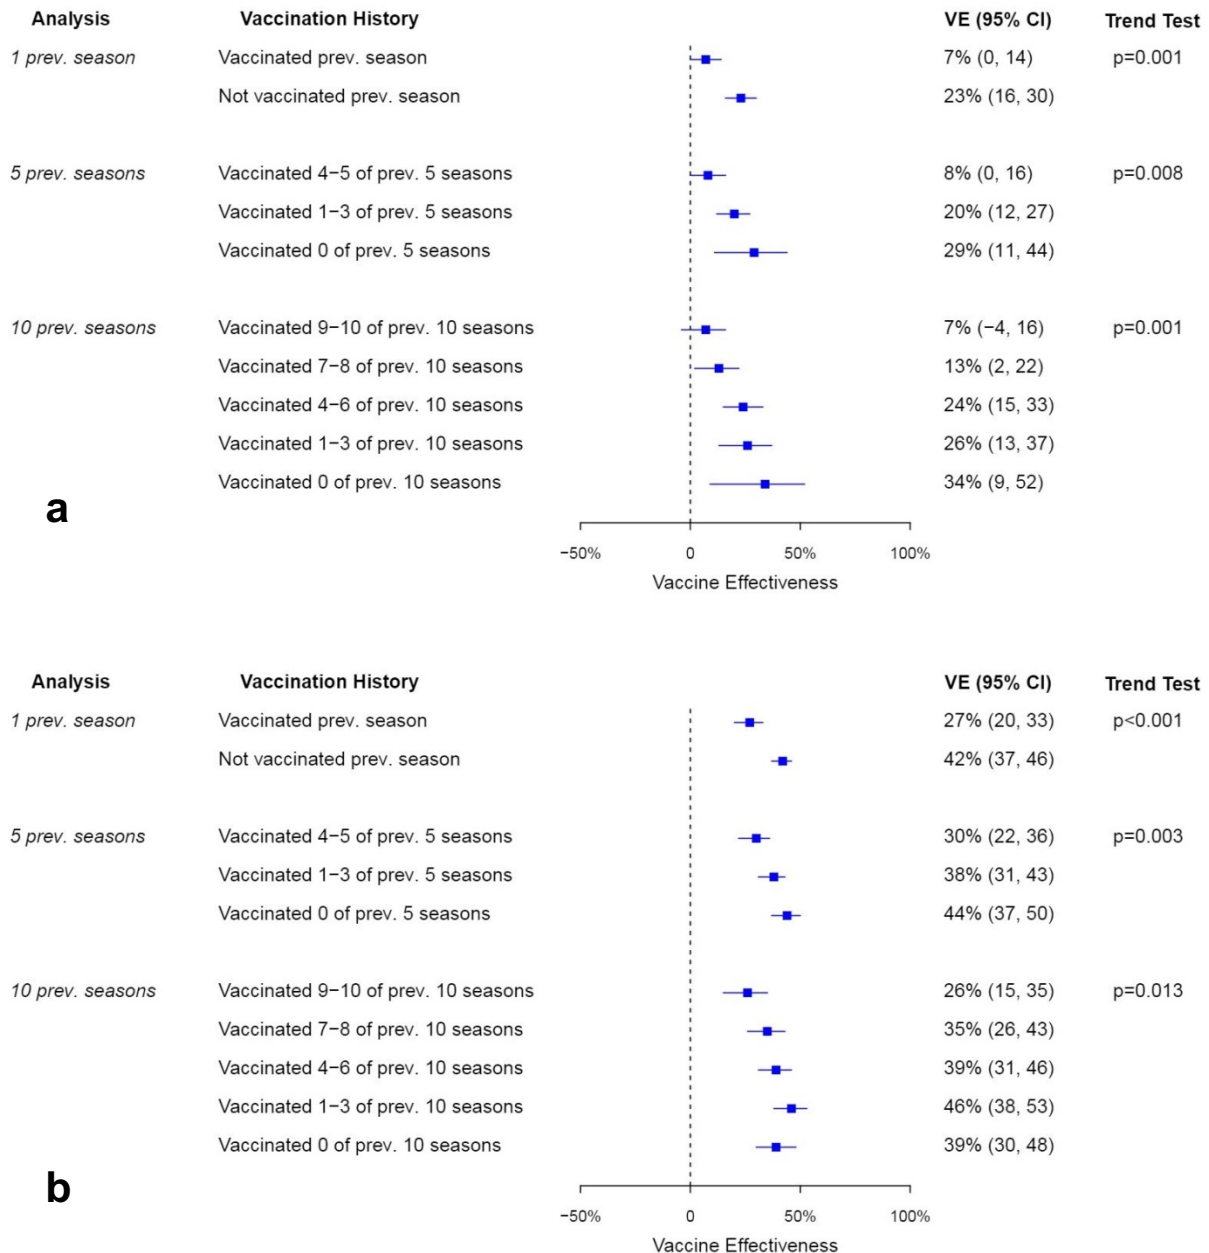 Analysis Vaccination History VE (95% CI) Trend Test
1 prev. season Vaccinated prev. season 7% (0, 14) p=0.001
Not vaccinated prev. season 23% (16, 30)
5 prev. seasons Vaccinated 4−5 of prev. 5 seasons 8% (0, 16) p=0.008
Vaccinated 1−3 of prev. 5 seasons 20% (12, 27)
Vaccinated 0 of prev. 5 seasons 29% (11, 44)
10 prev. seasons Vaccinated 9−10 of prev. 10 seasons 7% (−4, 16) p=0.001
Vaccinated 7−8 of prev. 10 seasons 13% (2, 22)
Vaccinated 4−6 of prev. 10 seasons 24% (15, 33)
Vaccinated 1−3 of prev. 10 seasons 26% (13, 37)
Vaccinated 0 of prev. 10 seasons 34% (9, 52)
a
−50% 0 50% 100%
Vaccine Effectiveness
Analysis Vaccination History VE (95% CI) Trend Test
1 prev. season Vaccinated prev. season 27% (20, 33) p<0.001
Not vaccinated prev. season 42% (37, 46)
5 prev. seasons Vaccinated 4−5 of prev. 5 seasons 30% (22, 36) p=0.003
Vaccinated 1−3 of prev. 5 seasons 38% (31, 43)
Vaccinated 0 of prev. 5 seasons 44% (37, 50)
10 prev. seasons Vaccinated 9−10 of prev. 10 seasons 26% (15, 35) p=0.013
Vaccinated 7−8 of prev. 10 seasons 35% (26, 43)
Vaccinated 4−6 of prev. 10 seasons 39% (31, 46)
Vaccinated 1−3 of prev. 10 seasons 46% (38, 53)
Vaccinated 0 of prev. 10 seasons 39% (30, 48)
b
−50% 0 50% 100%
Vaccine Effectiveness